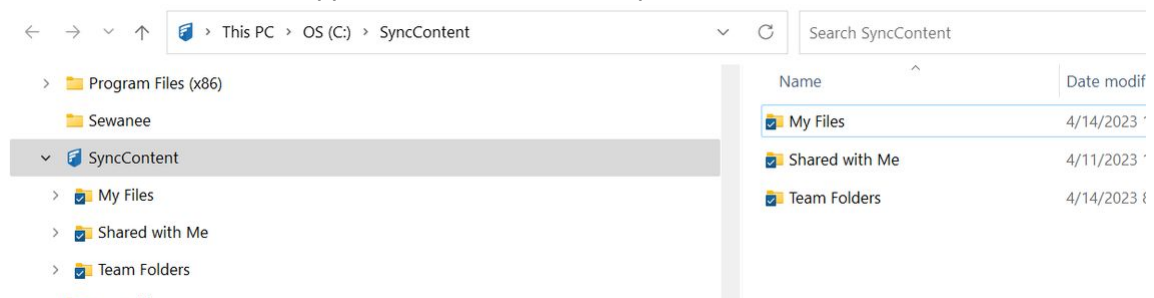 This PC > OS (C:) > SyncContent
Search SyncContent
Program Files (x86)
Sewanee
SyncContent
My Files
Shared with Me
Team Folders
Name
Date modif
My Files
4/14/2023
Shared with Me
4/11/2023
Team Folders
4/14/2023